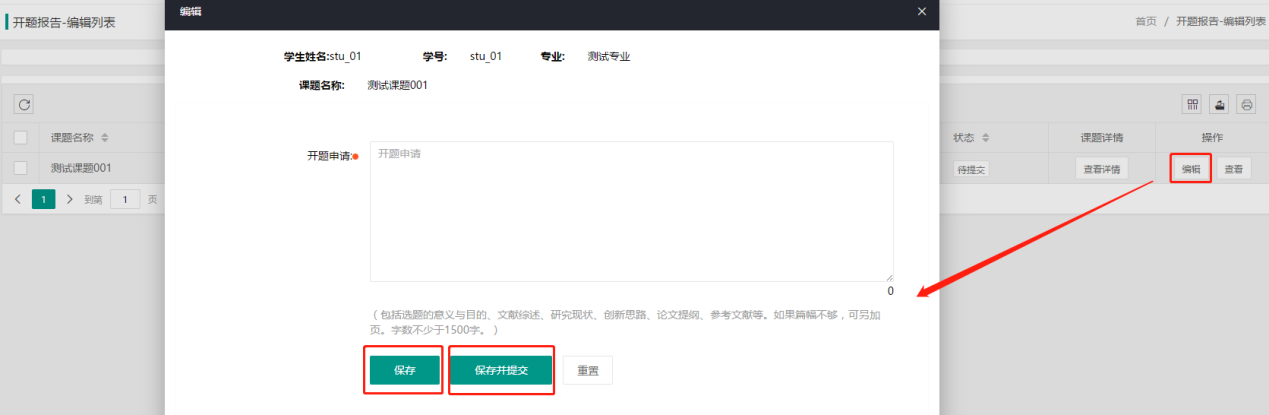 开题报告-编辑列表
编辑
首页 / 开题报告-编辑列表
学生姓名:stu_01 学号: stu_01 专业: 测试专业
课题名称: 测试课题001
课题名称 状态 课题详情 操作
开题申请: 开题申请
测试课题001 待提交 查看详情 编辑 查看
1 到第 1 页
0
（包括选题的意义与目的、文献综述、研究现状、创新思路、论文提纲、参考文献等。如果篇幅不够，可另加
页。字数不少于1500字。）
保存 保存并提交 重置